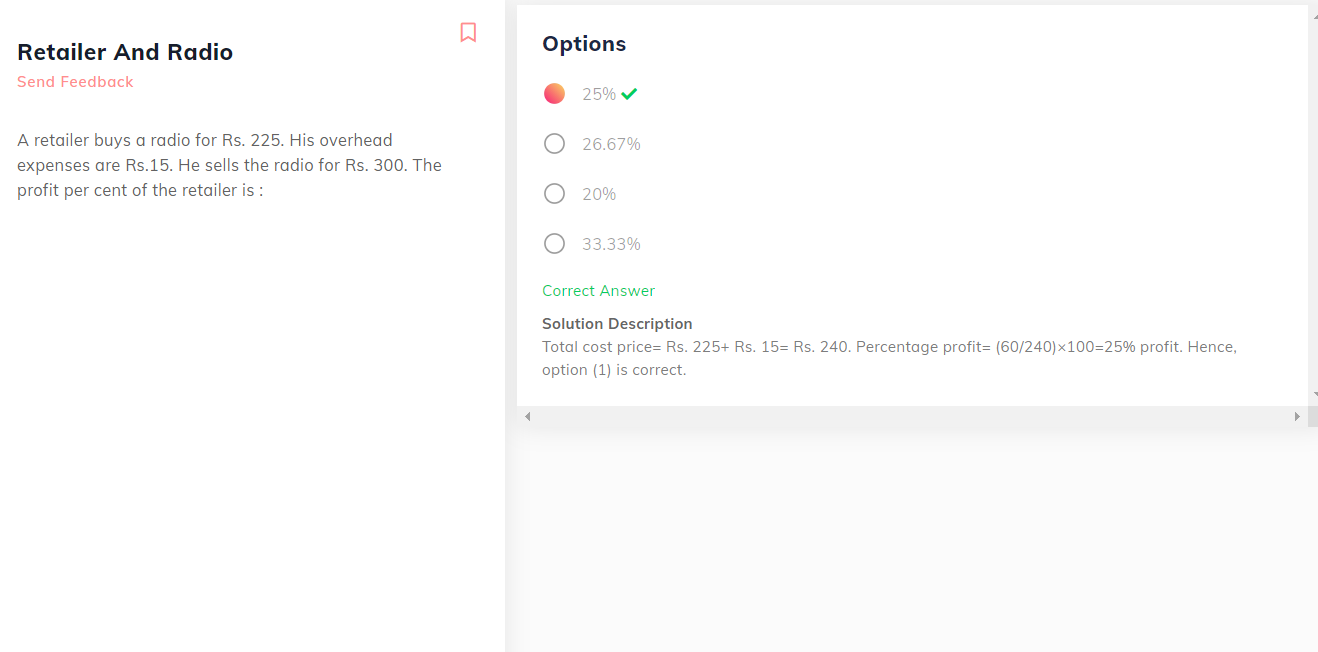 Retailer And Radio
Send Feedback
A retailer buys a radio for Rs. 225. His overhead
expenses are Rs.15. He sells the radio for Rs. 300. The
profit per cent of the retailer is :
Options
25%
26.67%
20%
33.33%
Correct Answer
Solution Description
Total cost price= Rs. 225+ Rs. 15= Rs. 240. Percentage profit= (60/240)×100=25% profit. Hence,
option (1) is correct.